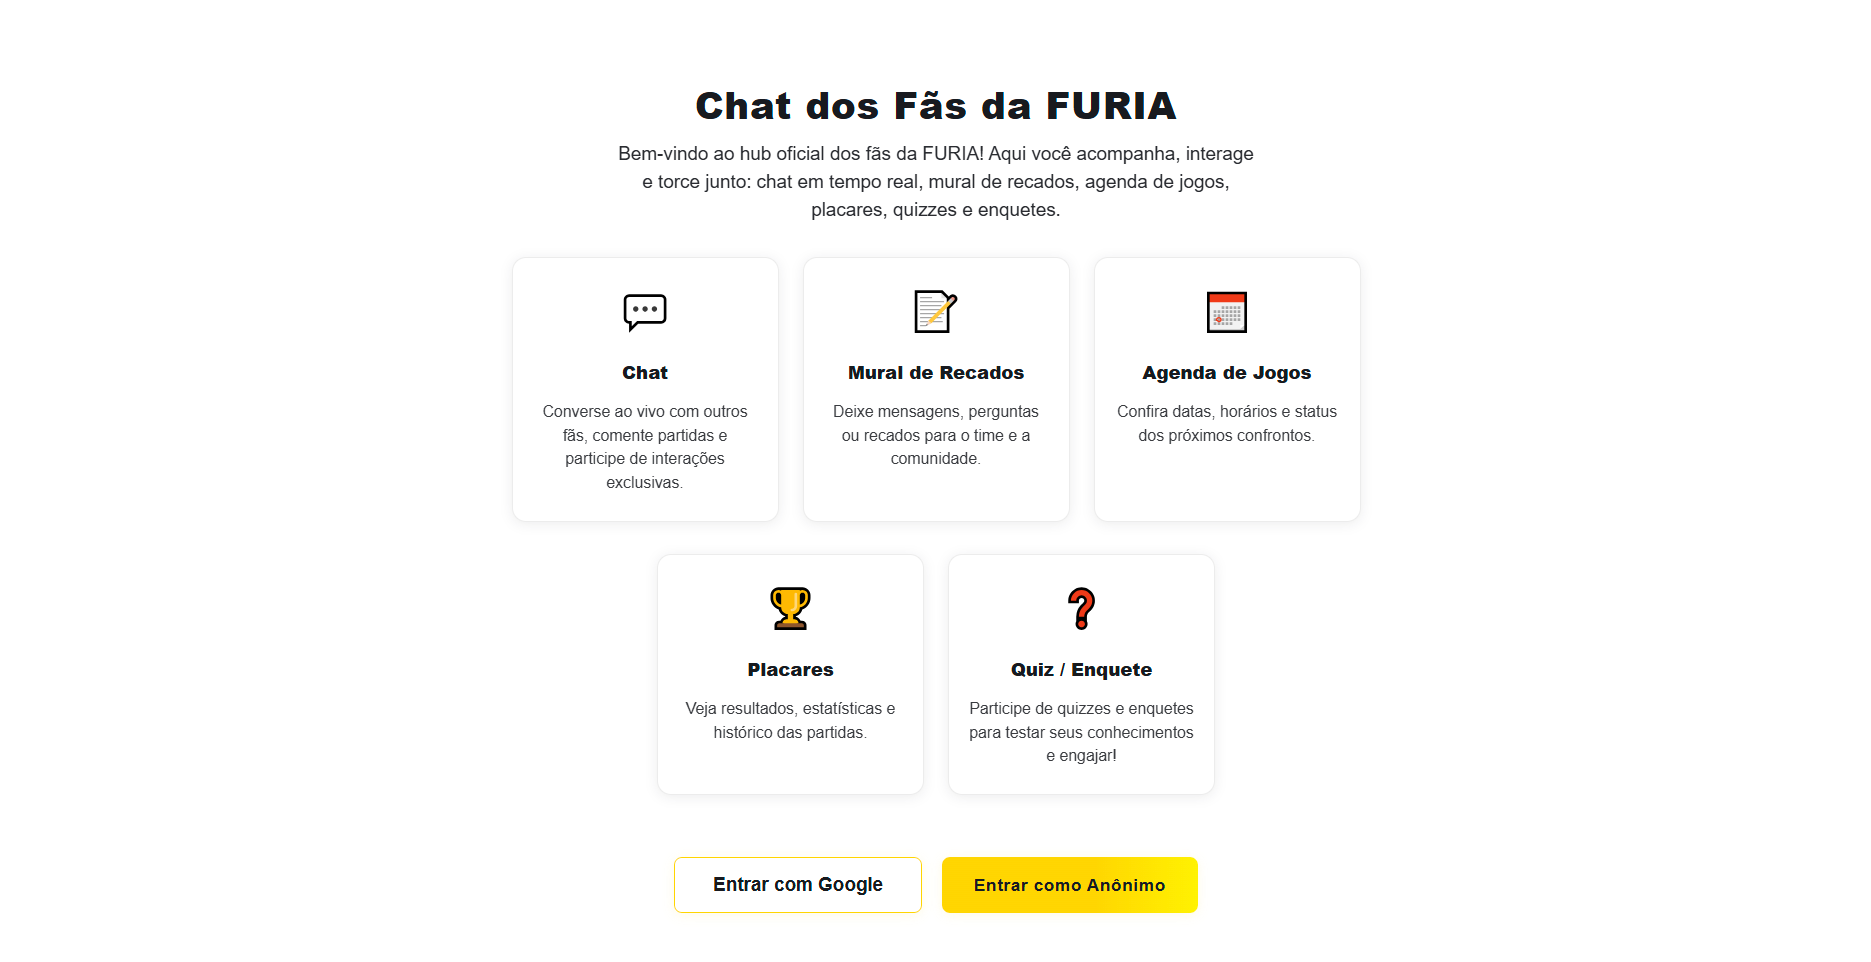 Chat dos Fãs da FURIA
Bem-vindo ao hub oficial dos fãs da FURIA! Aqui você acompanha, interage
e torce junto: chat em tempo real, mural de recados, agenda de jogos,
placares, quizzes e enquetes.
Chat
Converse ao vivo com outros
fãs, comente partidas e
participe de interações
exclusivas.
Mural de Recados
Deixe mensagens, perguntas
ou recados para o time e a
comunidade.
Agenda de Jogos
Confira datas, horários e status
dos próximos confrontos.
Placares
Veja resultados, estatísticas e
histórico das partidas.
Quiz / Enquete
Participe de quizzes e enquetes
para testar seus conhecimentos
e engajar!
Entrar com Google
Entrar como Anônimo